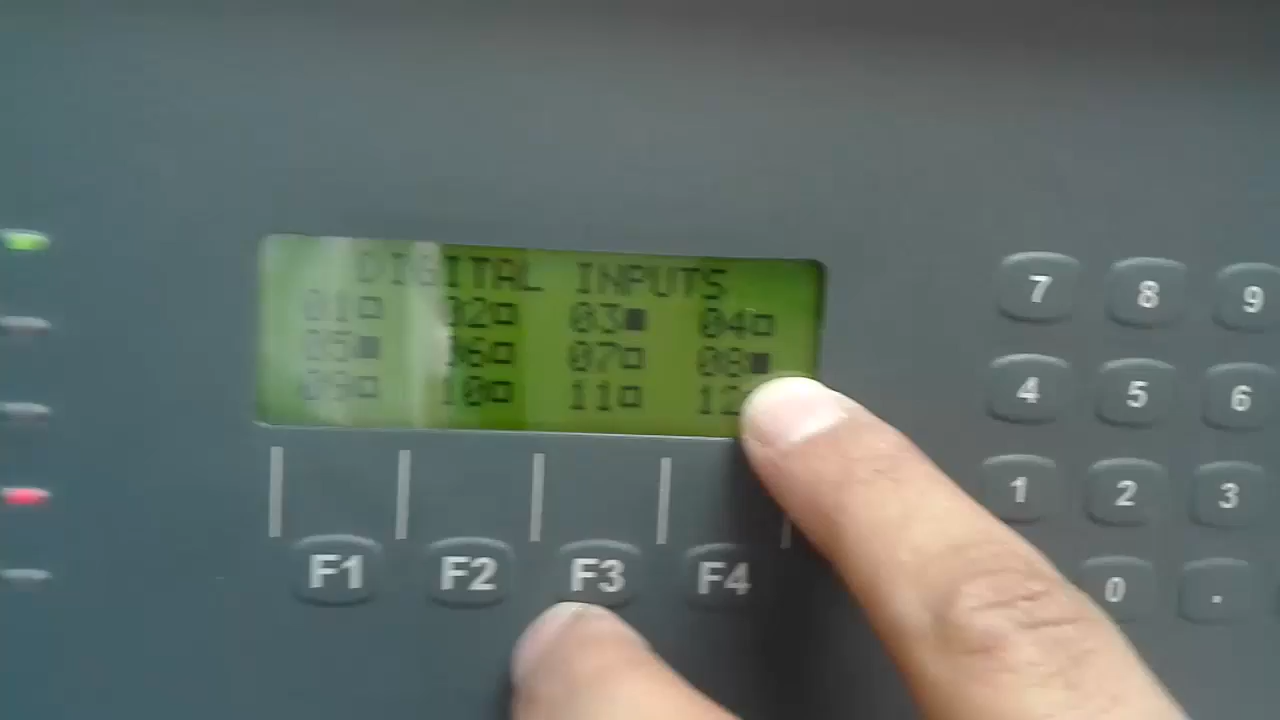 DIGITAL INPUTS
01□ 02□ 03■ 04□
05■ 06□ 07□ 08■
09□ 10□ 11□ 12
F1 F2 F3 F4
7 8 9
4 5 6
1 2 3
0 .